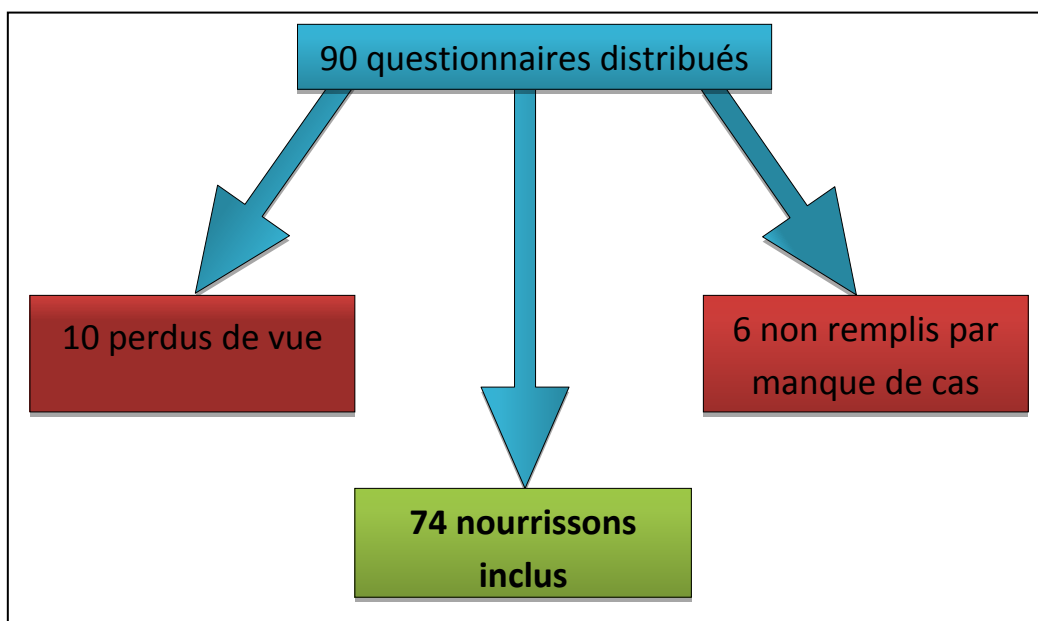 90 questionnaires distribués
10 perdus de vue
6 non remplis par
manque de cas
74 nourrissons
inclus